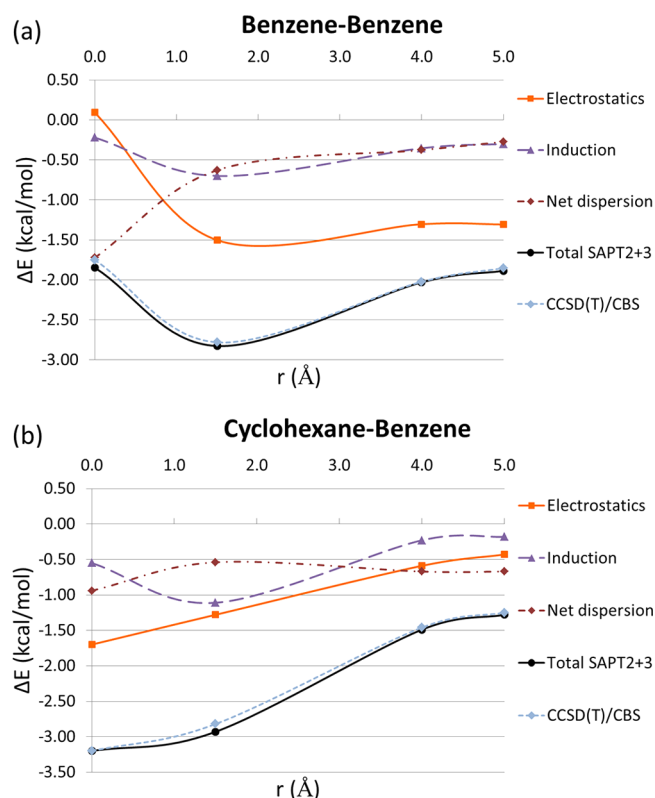 (a)
Benzene-Benzene
0.0 1.0 2.0 3.0 4.0 5.0
0.50
0.00
-0.50
-1.00
-1.50
-2.00
-2.50
-3.00
ΔE (kcal/mol)
r (Å)
Electrostatics
Induction
Net dispersion
Total SAPT2+3
CCSD(T)/CBS
(b)
Cyclohexane-Benzene
0.0 1.0 2.0 3.0 4.0 5.0
0.50
0.00
-0.50
-1.00
-1.50
-2.00
-2.50
-3.00
-3.50
ΔE (kcal/mol)
r (Å)
Electrostatics
Induction
Net dispersion
Total SAPT2+3
CCSD(T)/CBS